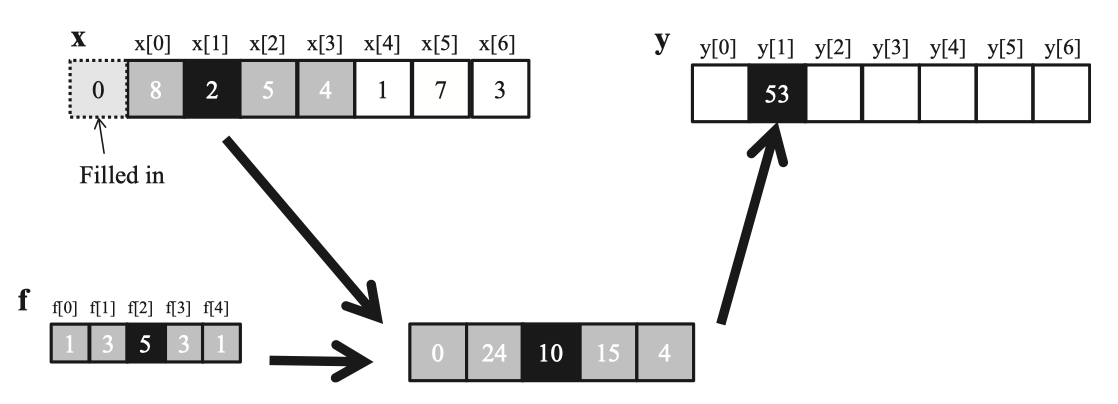 x x[0] x[1] x[2] x[3] x[4] x[5] x[6]
0 8 2 5 4 1 7 3
Filled in
y y[0] y[1] y[2] y[3] y[4] y[5] y[6]
53
f f[0] f[1] f[2] f[3] f[4]
1 3 5 3 1
0 24 10 15 4